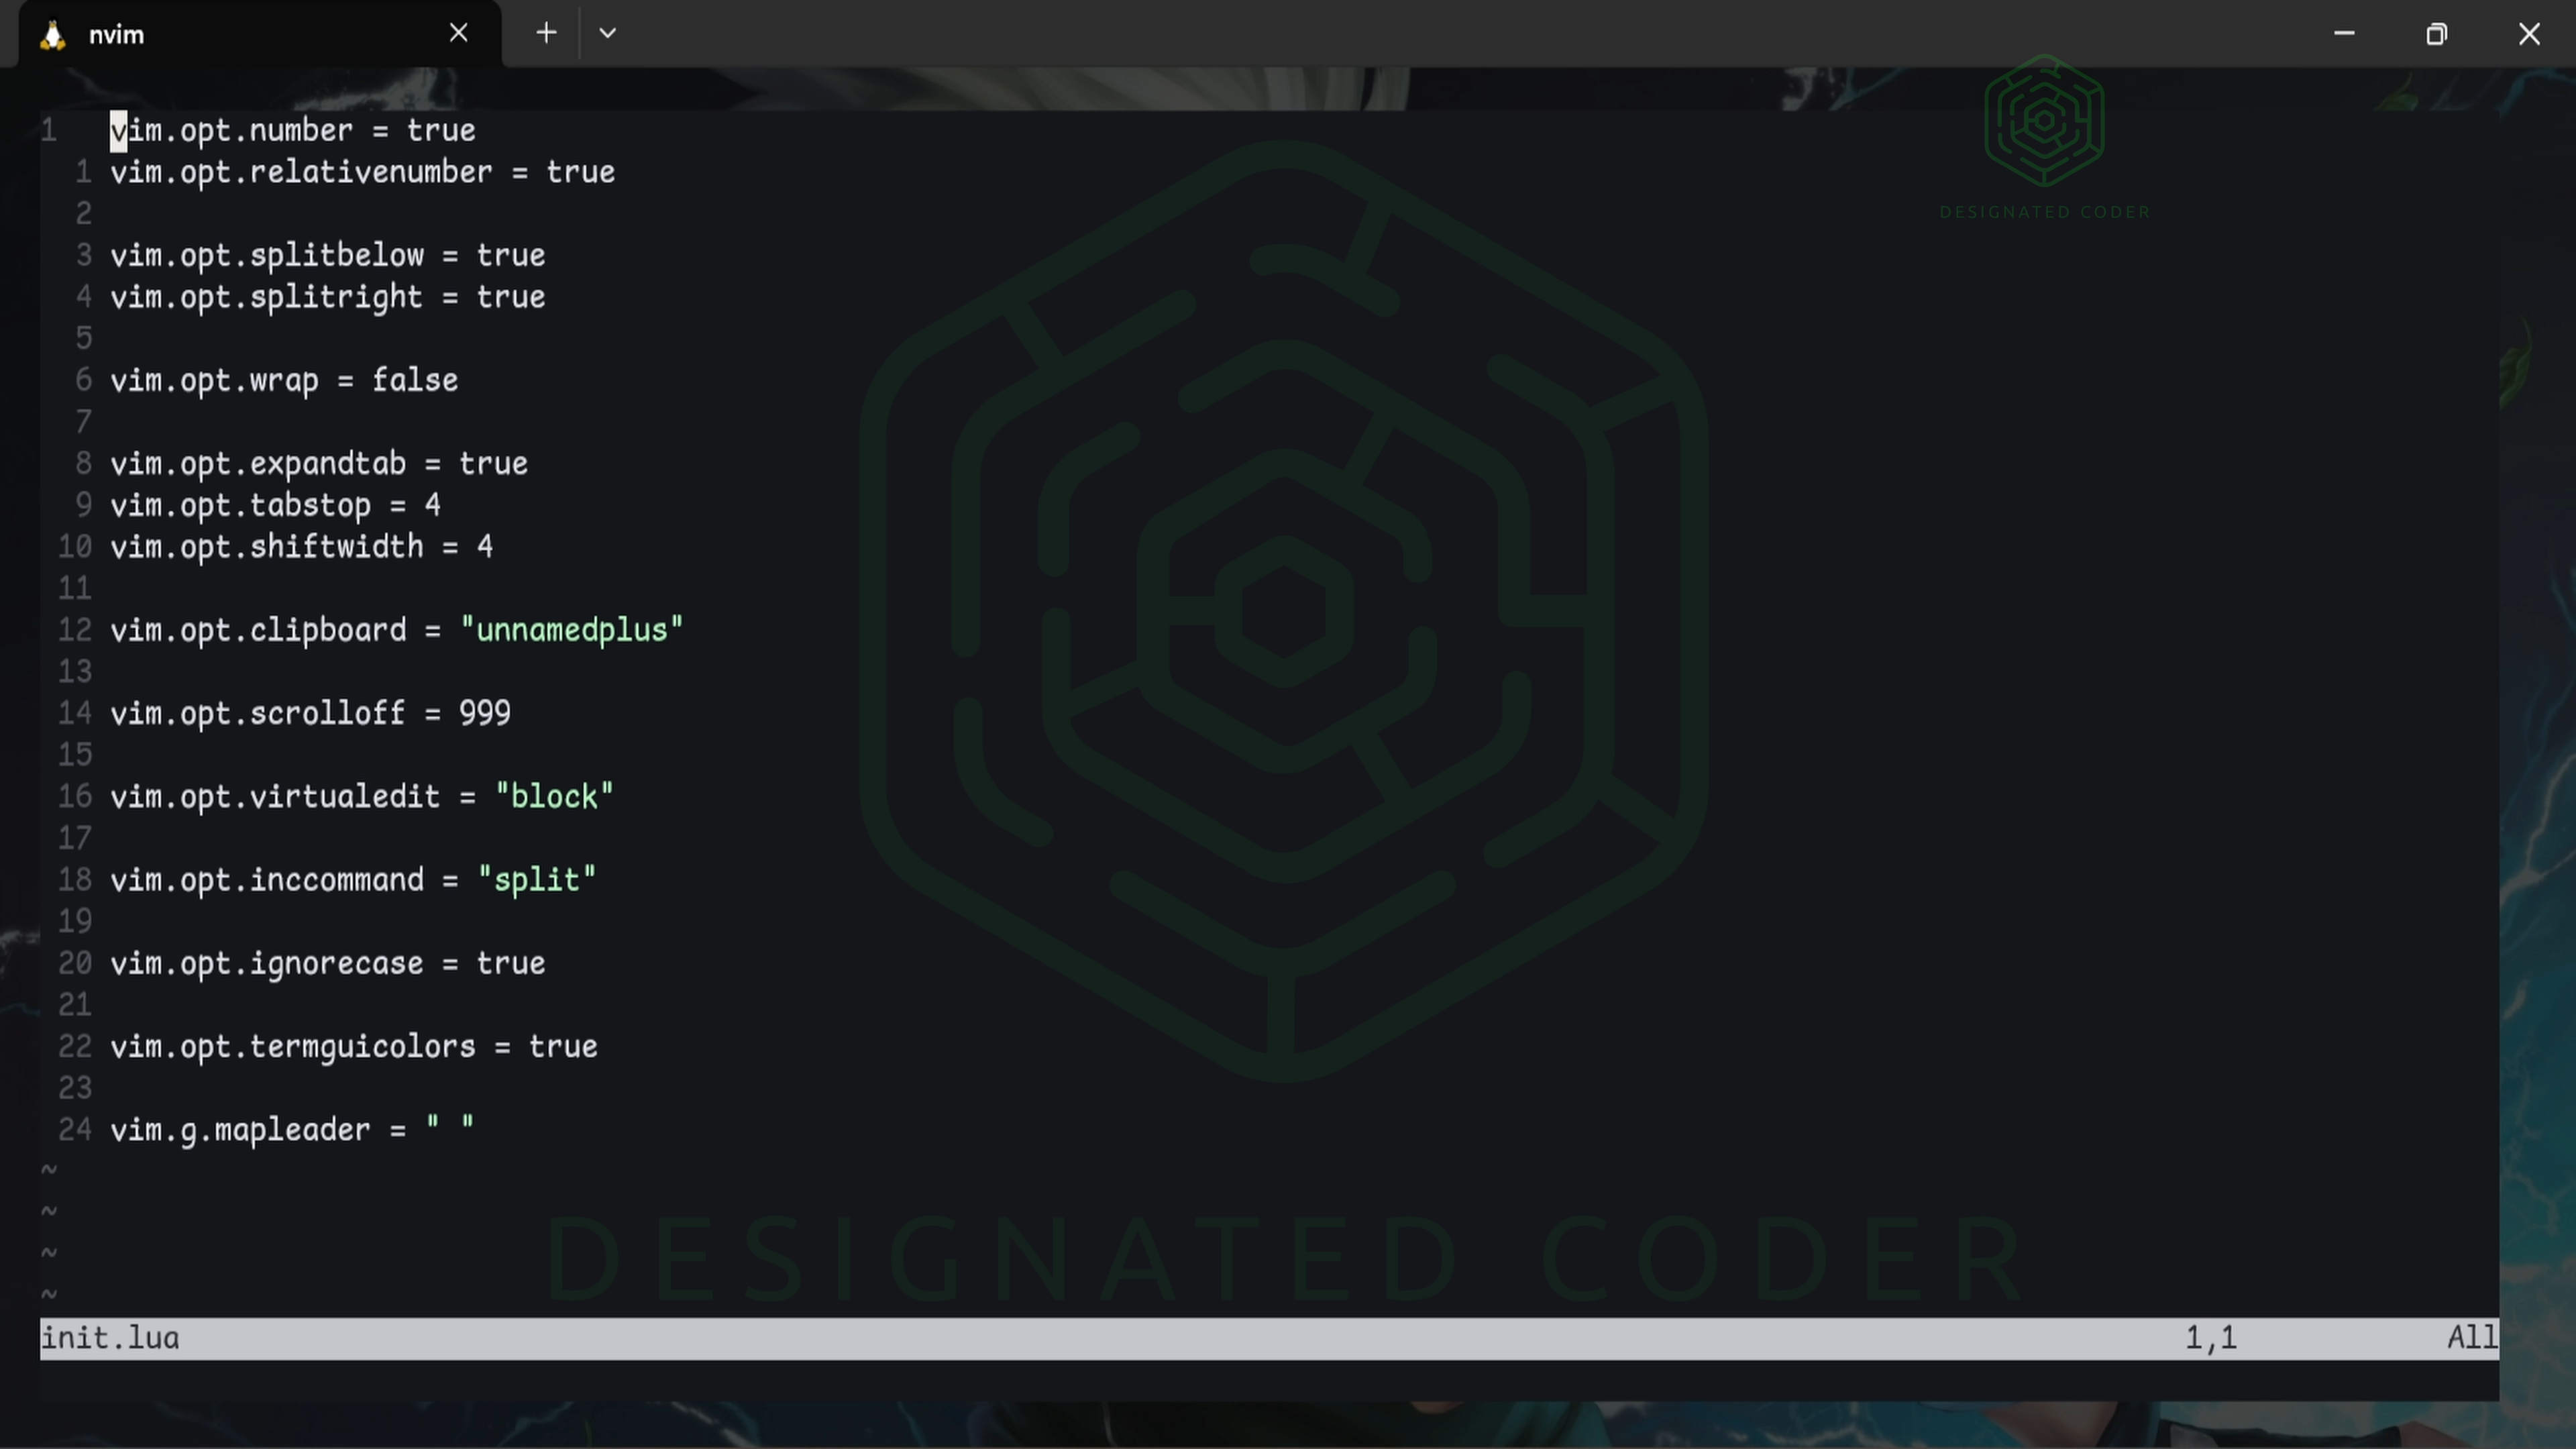 nvim
DESIGNATED CODER
1 vim.opt.number = true
1 vim.opt.relativenumber = true
2
3 vim.opt.splitbelow = true
4 vim.opt.splitright = true
5
6 vim.opt.wrap = false
7
8 vim.opt.expandtab = true
9 vim.opt.tabstop = 4
10 vim.opt.shiftwidth = 4
11
12 vim.opt.clipboard = "unnamedplus"
13
14 vim.opt.scrolloff = 999
15
16 vim.opt.virtualedit = "block"
17
18 vim.opt.inccommand = "split"
19
20 vim.opt.ignorecase = true
21
22 vim.opt.termguicolors = true
23
24 vim.g.mapleader = " "
~
~
~
~
DESIGNATED CODER
init.lua 1,1 All